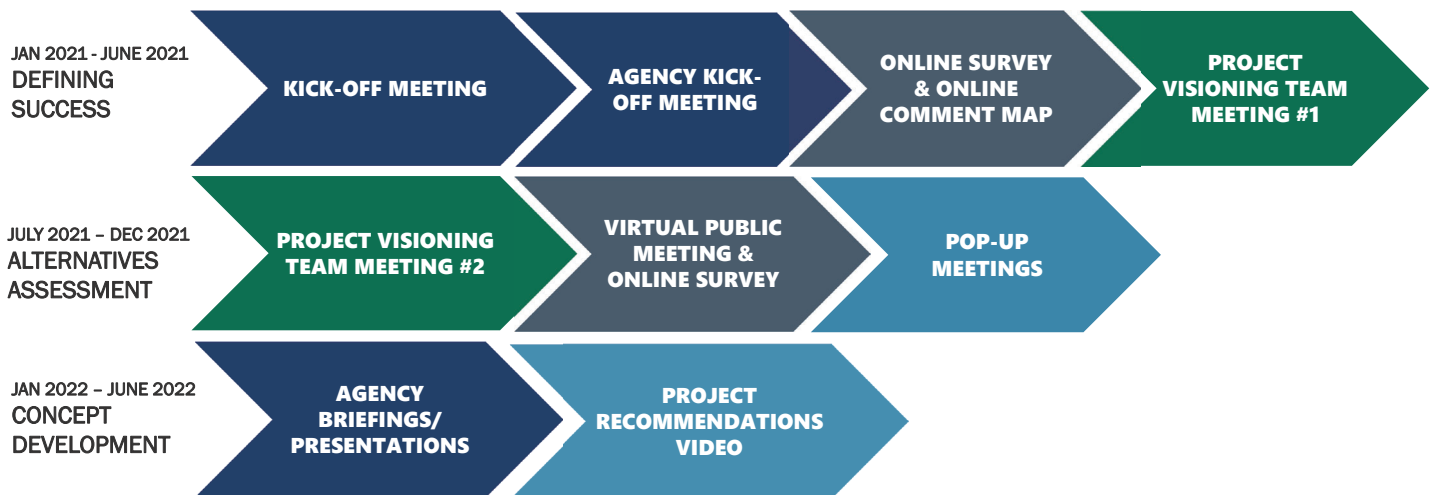 JAN 2021 - JUNE 2021
DEFINING
SUCCESS
KICK-OFF MEETING
AGENCY KICK-
OFF MEETING
ONLINE SURVEY
& ONLINE
COMMENT MAP
PROJECT
VISIONING TEAM
MEETING #1
JULY 2021 – DEC 2021
ALTERNATIVES
ASSESSMENT
PROJECT VISIONING
TEAM MEETING #2
VIRTUAL PUBLIC
MEETING &
ONLINE SURVEY
POP-UP
MEETINGS
JAN 2022 – JUNE 2022
CONCEPT
DEVELOPMENT
AGENCY
BRIEFINGS/
PRESENTATIONS
PROJECT
RECOMMENDATIONS
VIDEO